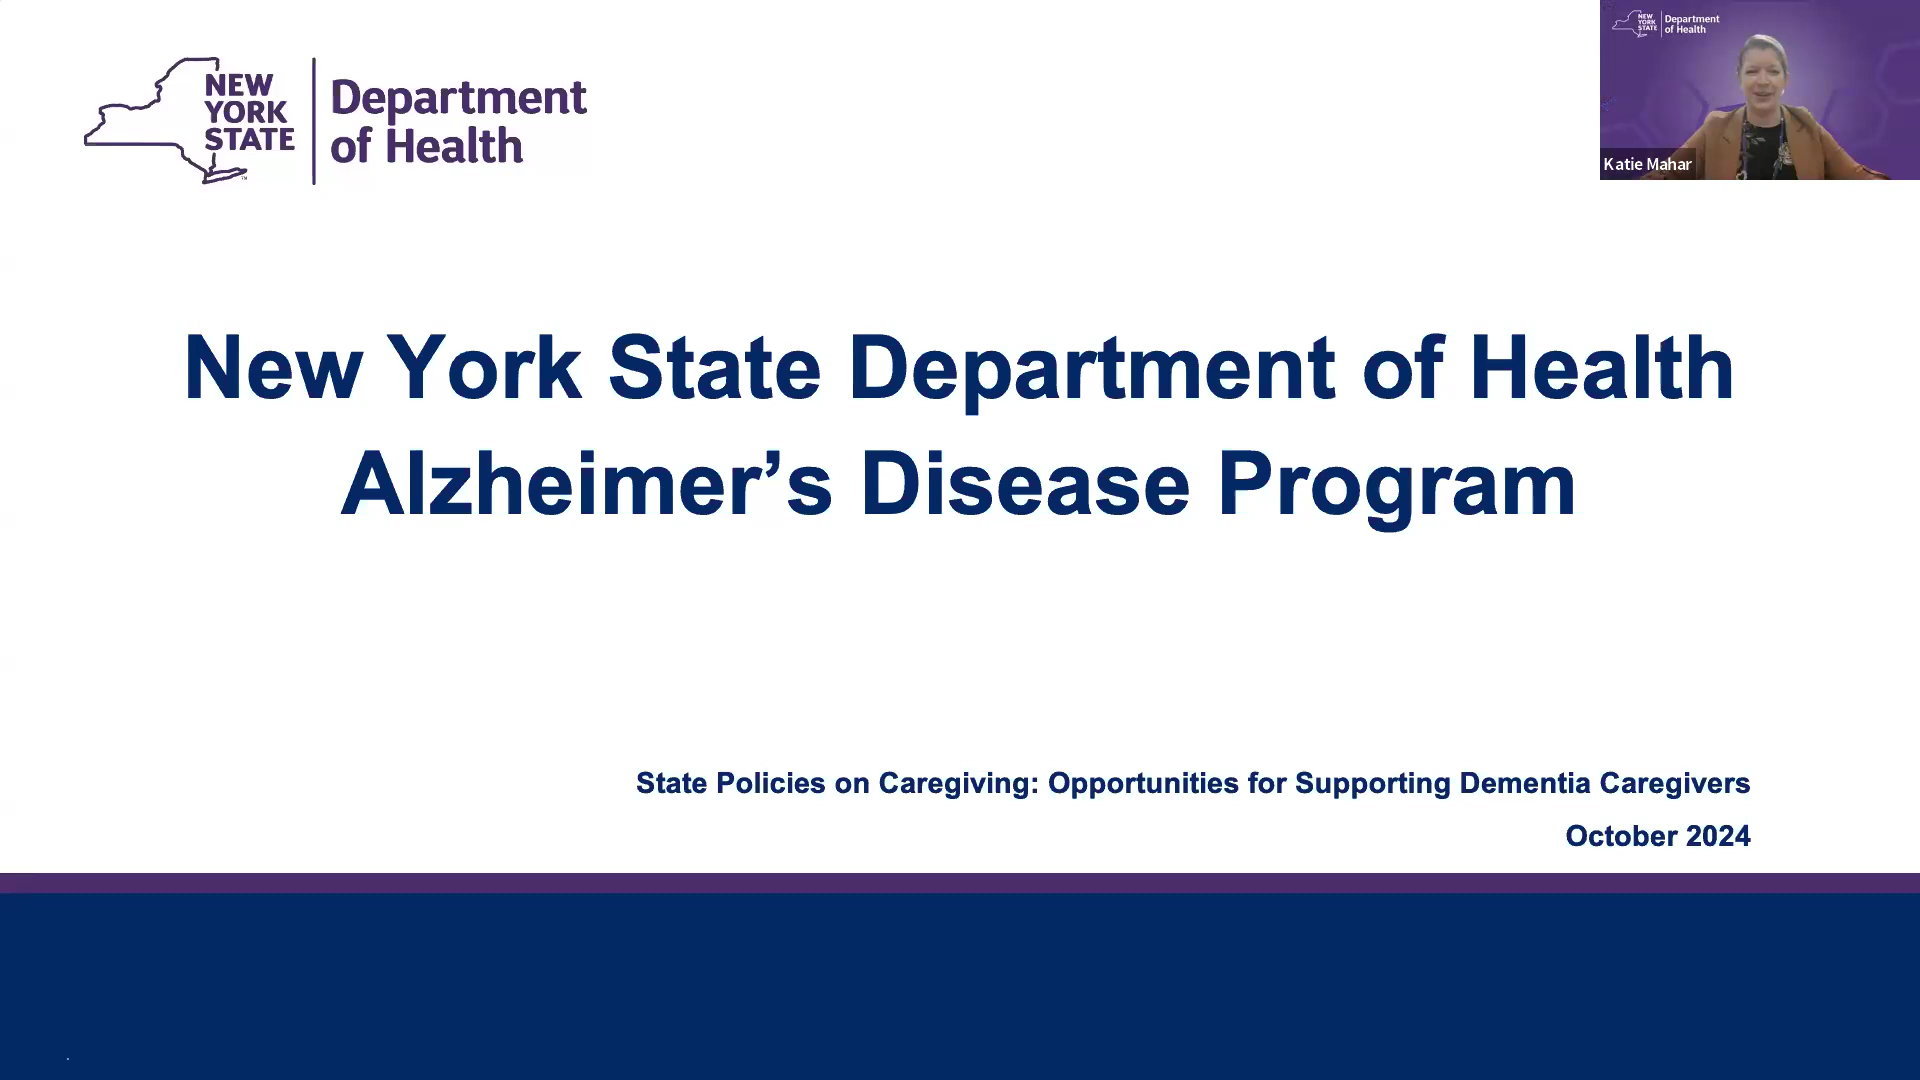 NEW
YORK
STATE
Department
of Health
NEW
YORK
STATE
Department
of Health
Katie Mahar
New York State Department of Health
Alzheimer’s Disease Program
State Policies on Caregiving: Opportunities for Supporting Dementia Caregivers
October 2024